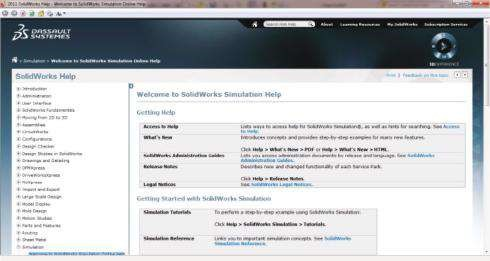 2012 SolidWorks Help - Welcome to SolidWorks Simulation Online Help
DASSAULT
SYSTEMES
Search Web Help
About Learning Resources My.SolidWorks Subscription Services
3DEXPERIENCE
» Simulation » Welcome to SolidWorks Simulation Online Help
SolidWorks Help
Print | Feedback on this topic
Introduction
Administration
User Interface
SolidWorks Fundamentals
Moving from 2D to 3D
Assemblies
CircuitWorks
Configurations
Design Checker
Design Studies in SolidWorks
Drawings and Detailing
DFMXpress
DriveWorksXpress
FloXpress
Import and Export
Large Scale Design
Model Display
Mold Design
Motion Studies
Parts and Features
Routing
Sheet Metal
Simulation
Welcome to SolidWorks Simulation Online Help
Welcome to SolidWorks Simulation Help
Getting Help
Access to Help Lists ways to access help for SolidWorks Simulation®, as well as hints for searching. See Access
to Help.
What's New Introduces concepts and provides step-by-step examples for many new features.
Click Help > What's New > PDF or Help > What's New > HTML.
SolidWorks Administration Guides Lets you access administration documents by release and language. See SolidWorks
Administration Guides.
Release Notes Describes new and changed functionality of each Service Pack.
Click Help > Release Notes.
Legal Notices See SolidWorks Legal Notices.
Getting Started with SolidWorks Simulation
Simulation Tutorials To perform a step-by-step example using SolidWorks Simulation:
Click Help > SolidWorks Simulation > Tutorials.
Simulation Reference Links you to important simulation concepts. See SolidWorks
Simulation Reference.